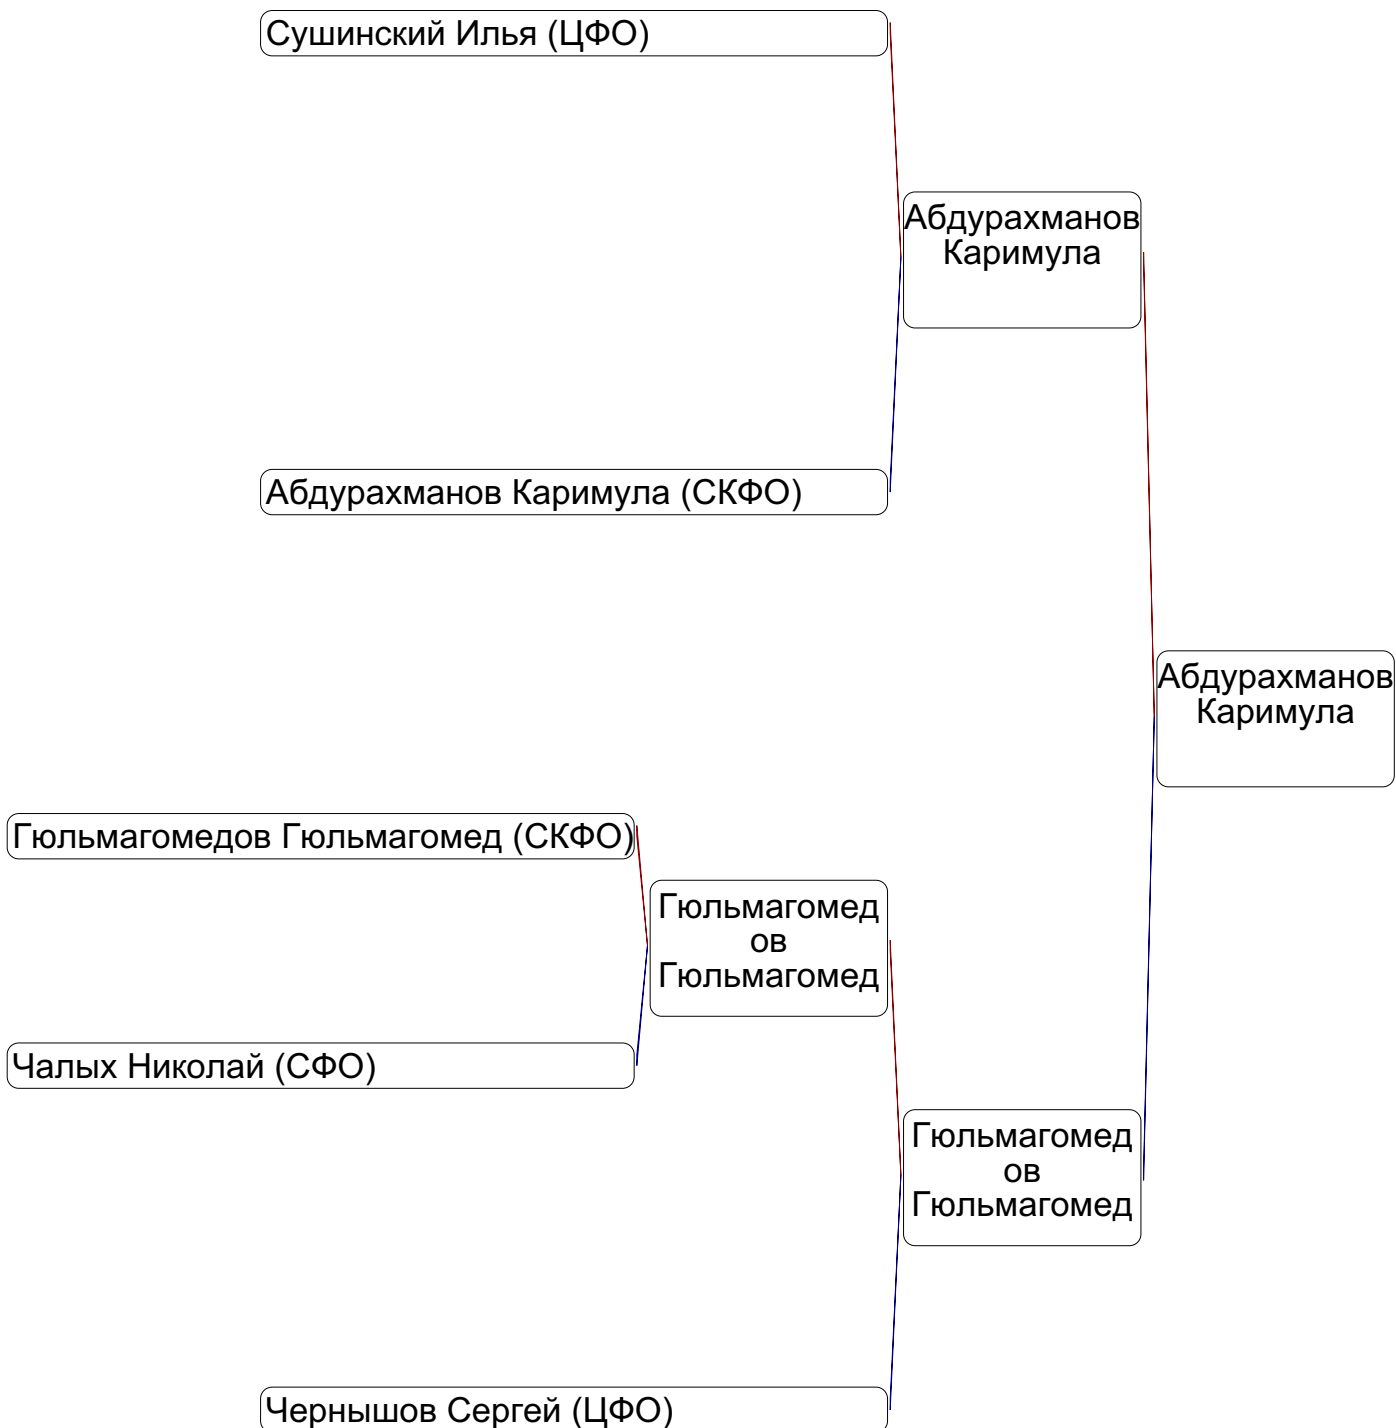 Сушинский Илья (ЦФО)
Абдурахманов
Каримула
Абдурахманов Каримула (СКФО)
Абдурахманов
Каримула
Гюльмагомедов Гюльмагомед (СКФО)
Гюльмагомед
ов
Гюльмагомед
Чалых Николай (СФО)
Гюльмагомед
ов
Гюльмагомед
Чернышов Сергей (ЦФО)